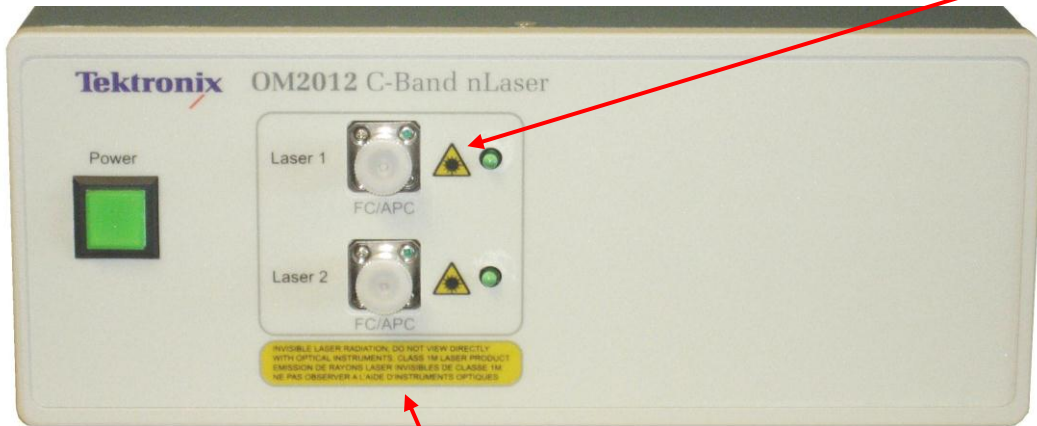 Tektronix OM2012 C-Band nLaser
Power
Laser 1
FC/APC
Laser 2
FC/APC
INVISIBLE LASER RADIATION, DO NOT VIEW DIRECTLY
WITH OPTICAL INSTRUMENTS, CLASS 1M LASER PRODUCT
EMISSION DE RAYONS LASER INVISIBLES DE CLASSE 1M
NE PAS OBSERVER A L'AIDE D'INSTRUMENTS OPTIQUES